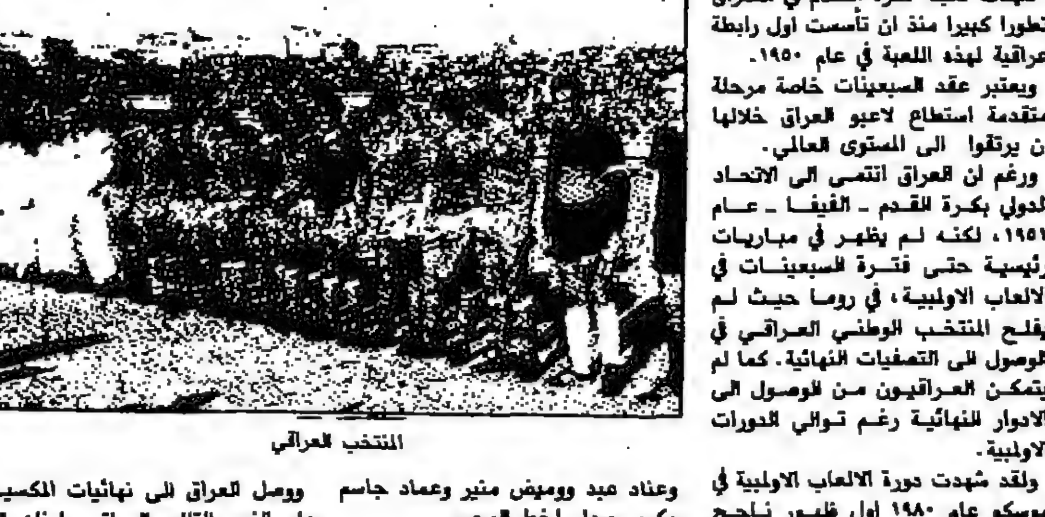 تطورا كبيرا منذ ان تأسست اول رابطة
عراقية لهذه اللعبة في عام ١٩٥٠.
ويعتبر عقد السبعينات خاصة مرحلة
متقدمة استطاع لاعبو العراق خلالها
ان يرتقوا الى المستوى العالمي.
ورغم ان العراق انتمى الى الاتحاد
الدولي بكرة القدم ـ الفيفا ـ عام
١٩٥١، لكنه لم يظهر في مباريات
رئيسية حتى فترة السبعينات في
الالعاب الاولمبية، في روما حيث لم
يفلح المنتخب الوطني العراقي في
الوصول الى التصفيات النهائية. كما لم
يتمكن العراقيون من الوصول الى
الادوار النهائية رغم توالي الدورات
الاولمبية.
ولقد شهدت دورة الالعاب الاولمبية في
موسكو عام ١٩٨٠ اول ظهور ناجح
المنتخب العراقي
وعناد عبد ووميض منير وعماد جاسم
ووصل العراق الى نهائيات